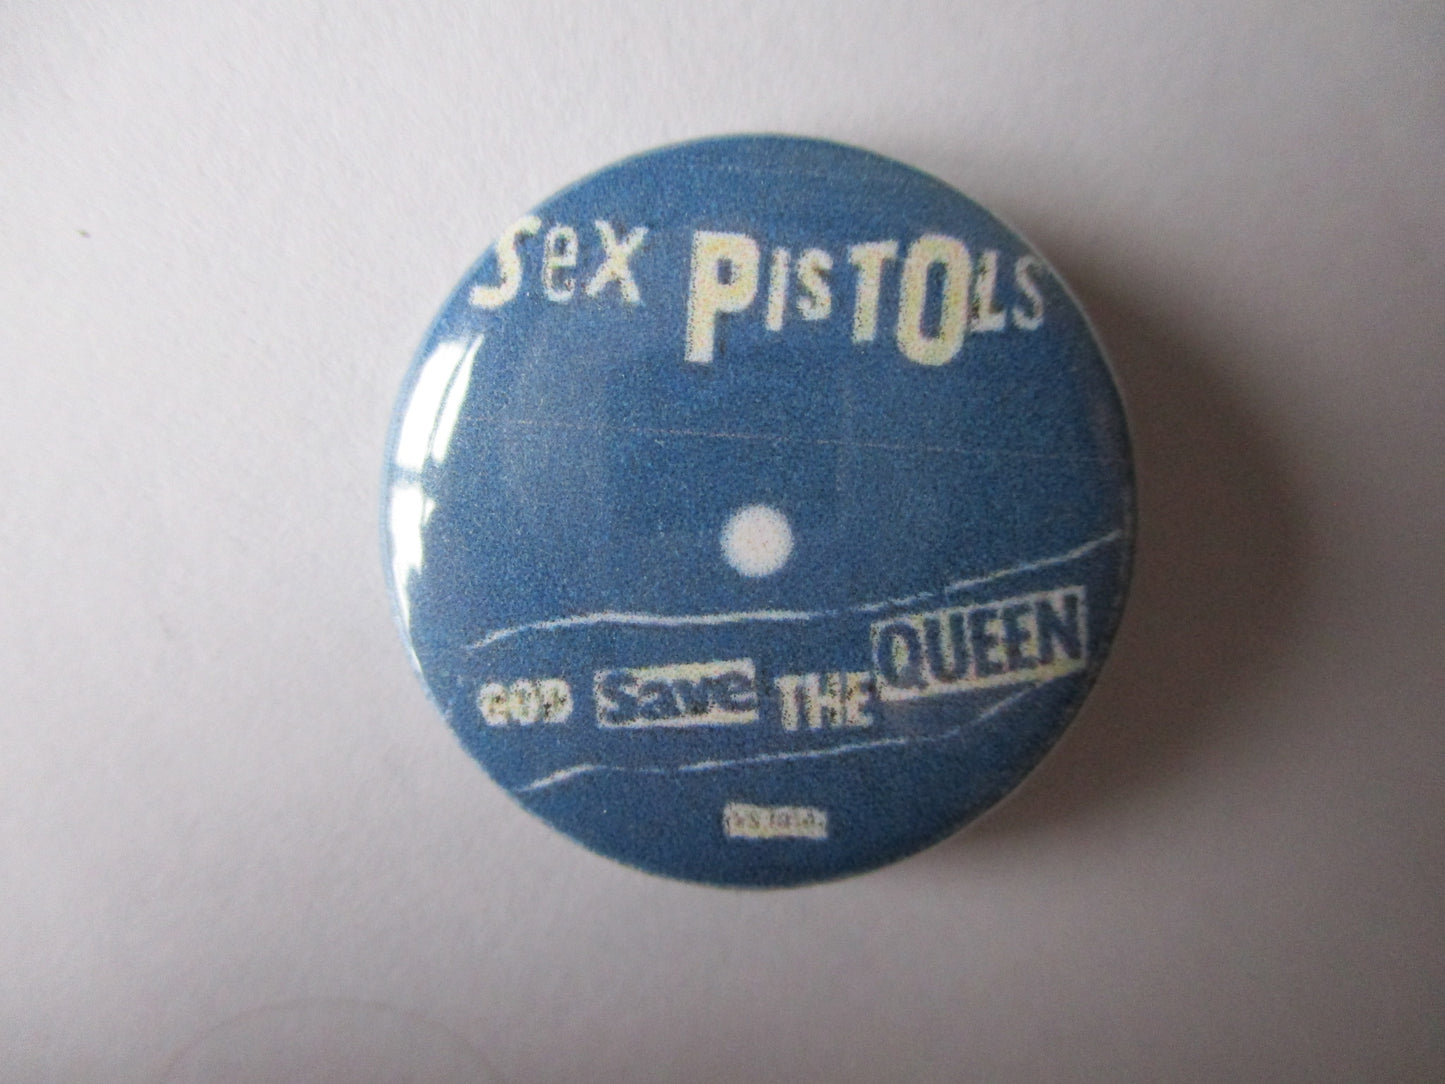 Sex PISTOLS
GOD Save THE QUEEN